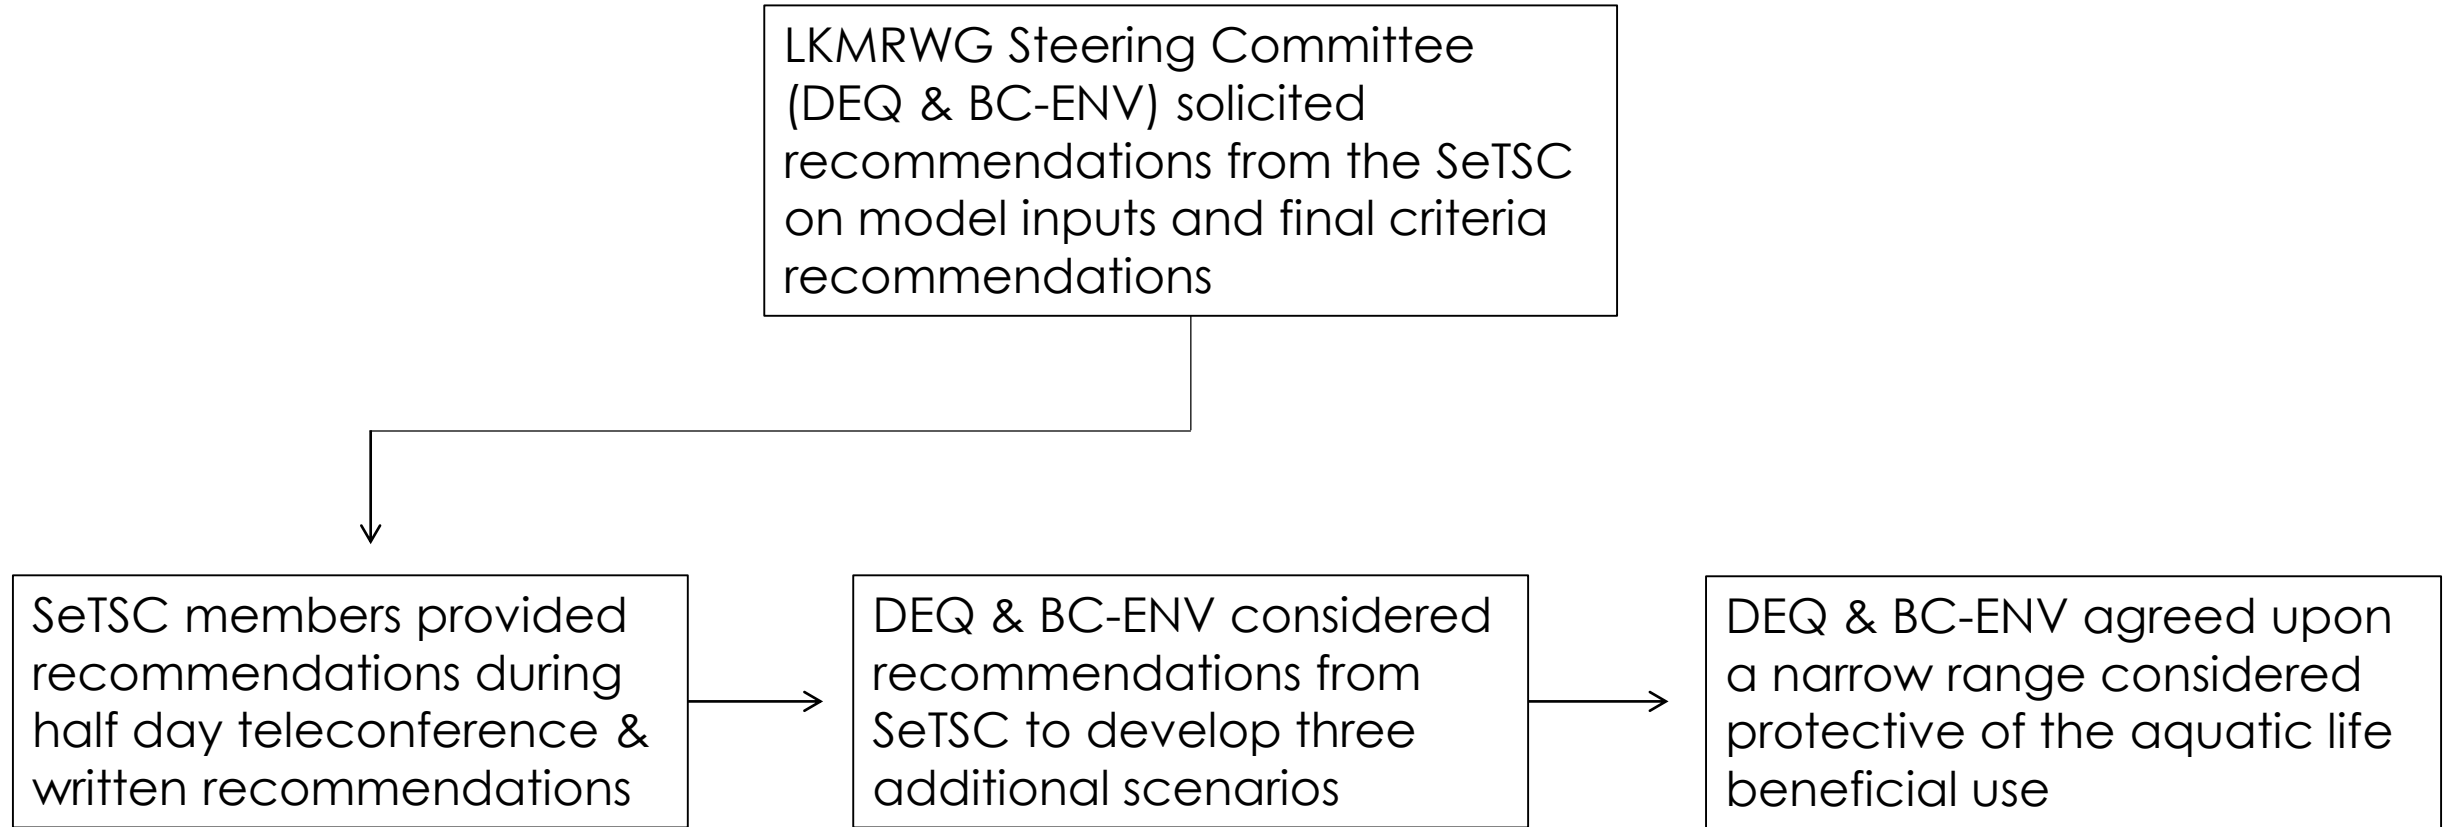 LKMRWG Steering Committee
(DEQ & BC-ENV) solicited
recommendations from the SeTSC
on model inputs and final criteria
recommendations
SeTSC members provided
recommendations during
half day teleconference &
written recommendations
DEQ & BC-ENV considered
recommendations from
SeTSC to develop three
additional scenarios
DEQ & BC-ENV agreed upon
a narrow range considered
protective of the aquatic life
beneficial use